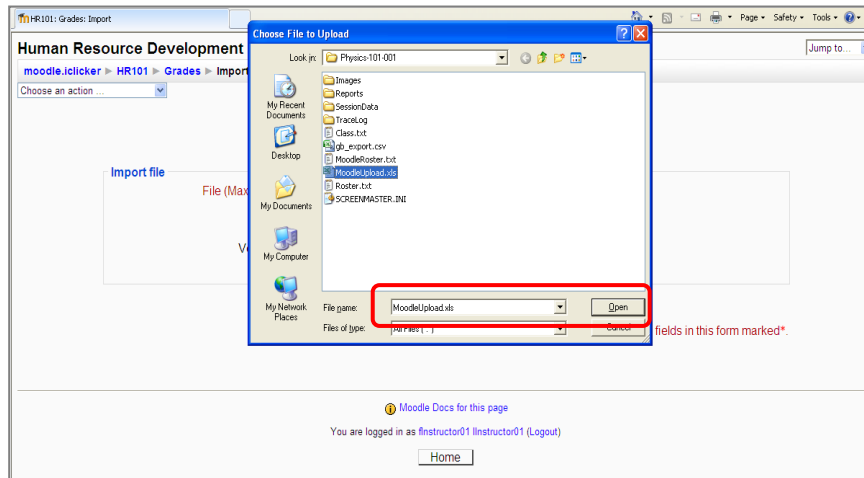 HR101: Grades: Import
Page Safety Tools
Human Resource Development
Jump to...
moodle.iclicker ► HR101 ► Grades ► Import
Choose an action ...
Choose File to Upload
Look in: Physics-101-001
My Recent Documents
Desktop
My Documents
My Computer
My Network Places
Images
Reports
SessionData
TraceLog
Class.txt
gb_export.csv
MoodleRoster.txt
MoodleUpload.xls
Roster.txt
SCREENMASTER.INI
File name: MoodleUpload.xls Open
Files of type: All Files (*.*) Cancel
Import file
File (Max
fields in this form marked*.
Moodle Docs for this page
You are logged in as fInstructor01 lInstructor01 (Logout)
Home